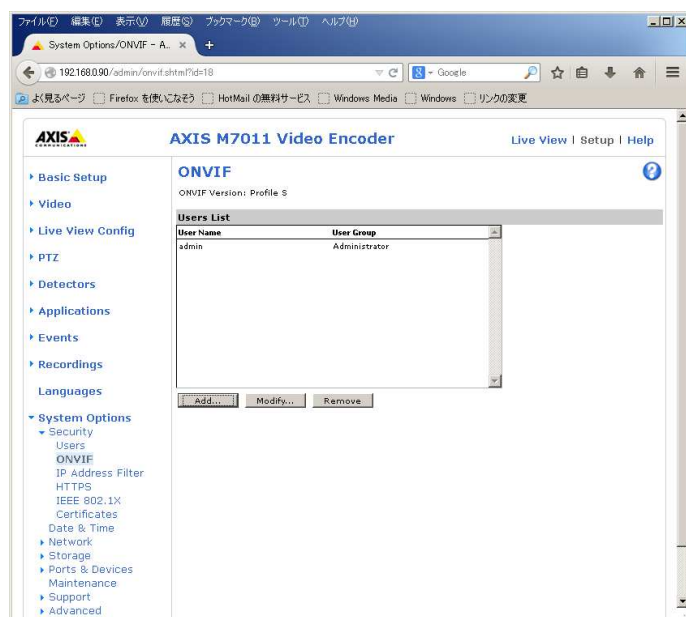 ファイル(F) 編集(E) 表示(V) 履歴(S) ブックマーク(B) ツール(T) ヘルプ(H)
System Options/ONVIF - A..
192.168.0.90/admin/onvif.shtml?id=18
Google
よく見るページ Firefox を使いこなそう HotMail の無料サービス Windows Media Windows リンクの変更
AXIS
COMMUNICATIONS
AXIS M7011 Video Encoder
Live View | Setup | Help
Basic Setup
Video
Live View Config
PTZ
Detectors
Applications
Events
Recordings
Languages
System Options
Security
Users
ONVIF
IP Address Filter
HTTPS
IEEE 802.1X
Certificates
Date & Time
Network
Storage
Ports & Devices
Maintenance
Support
Advanced
ONVIF
ONVIF Version: Profile S
Users List
User Name User Group
admin Administrator
Add... Modify... Remove